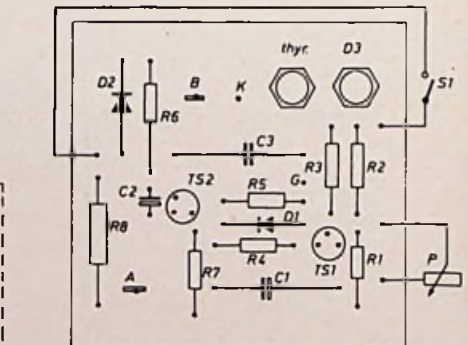 thyr. D3
D2 B K S1
R6
C3
TS2 R3 R2
C2 R5 G
R8 D1
R4 TS1 R1 P
A R7 C1